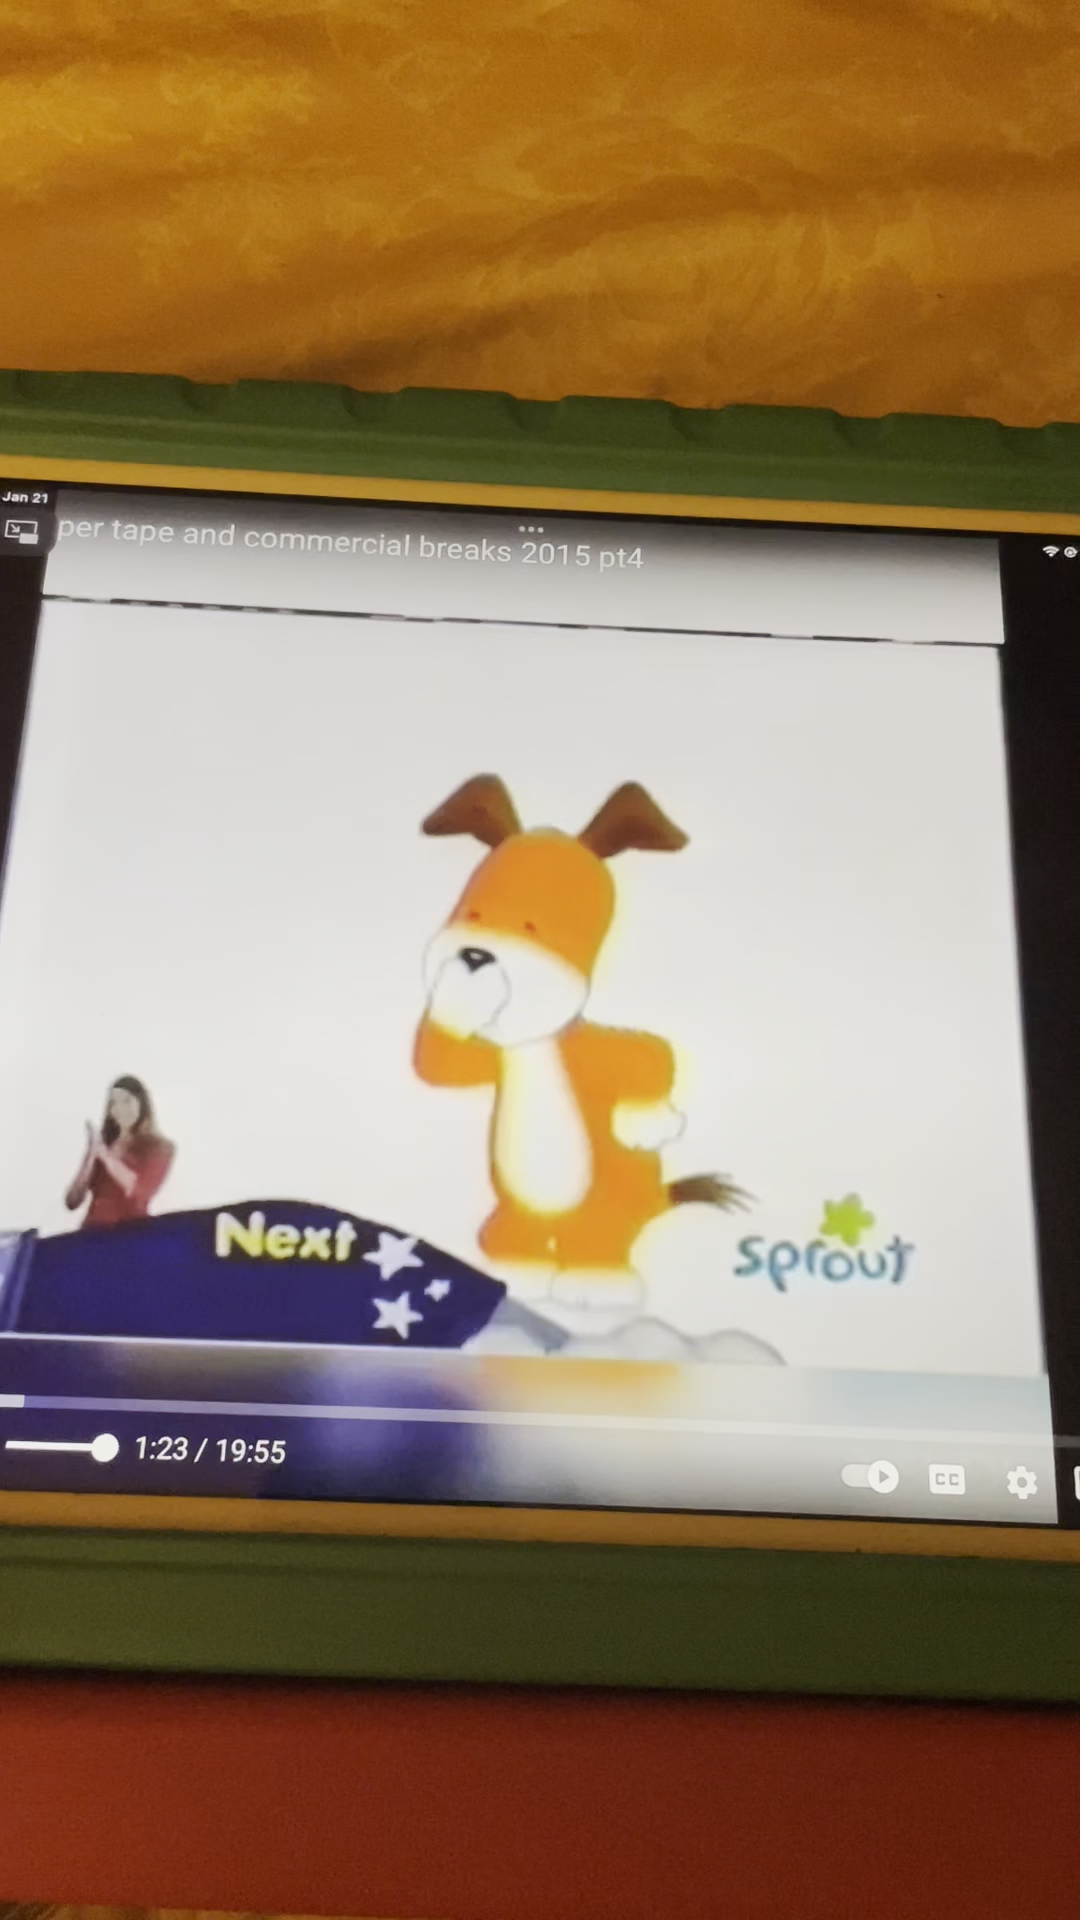 Jan 21
per tape and commercial breaks 2015 pt4
Next
sprout
1:23 / 19:55
CC